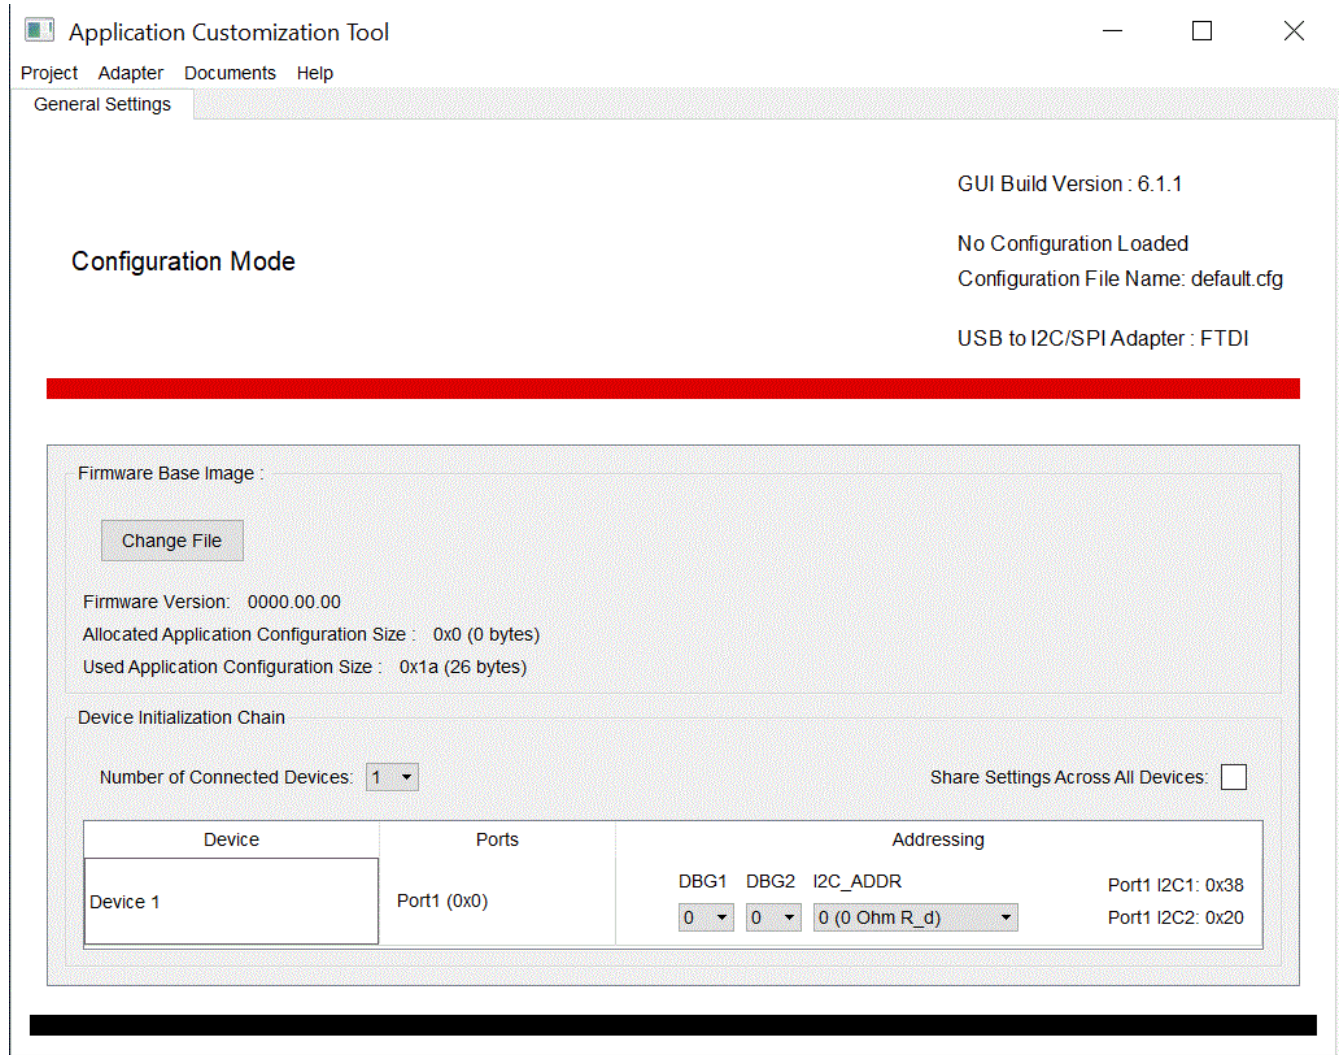 Application Customization Tool
Project Adapter Documents Help
General Settings
GUI Build Version : 6.1.1
No Configuration Loaded
Configuration Mode
Configuration File Name: default.cfg
USB to I2C/SPI Adapter : FTDI
Firmware Base Image :
Change File
Firmware Version: 0000.00.00
Allocated Application Configuration Size : 0x0 (0 bytes)
Used Application Configuration Size : 0x1a (26 bytes)
Device Initialization Chain
Number of Connected Devices: 1
Share Settings Across All Devices:
Device Ports Addressing
DBG1 DBG2 I2C_ADDR
Port1 I2C1: 0x38
Device 1
Port1 (0x0)
0 0 0 (0 Ohm R_d)
Port1 I2C2: 0x20